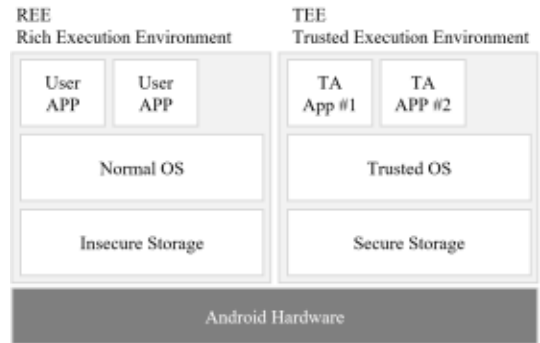 REE
Rich Execution Environment
User
APP
User
APP
Normal OS
Insecure Storage
TEE
Trusted Execution Environment
TA
App #1
TA
APP #2
Trusted OS
Secure Storage
Android Hardware